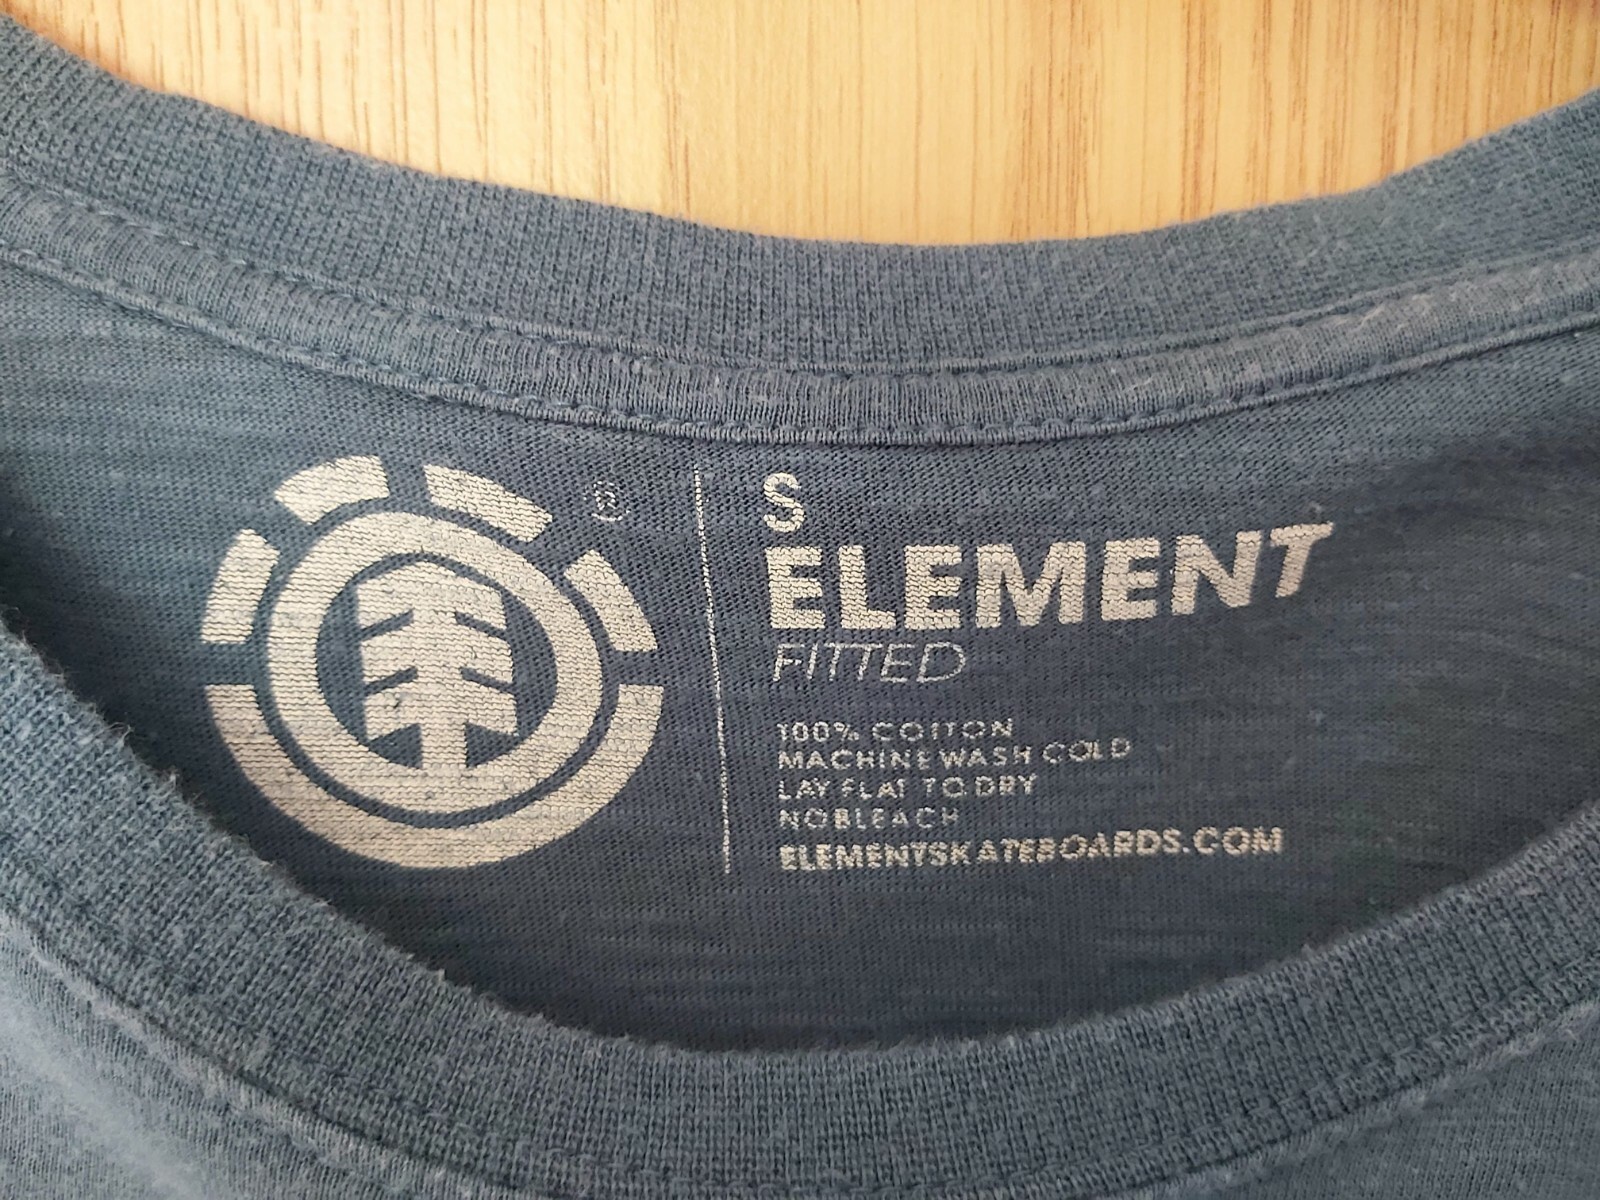 ®
S
ELEMENT
FITTED
100% COTTON
MACHINE WASH COLD
LAY FLAT TO DRY
NO BLEACH
ELEMENTSKATEBOARDS.COM